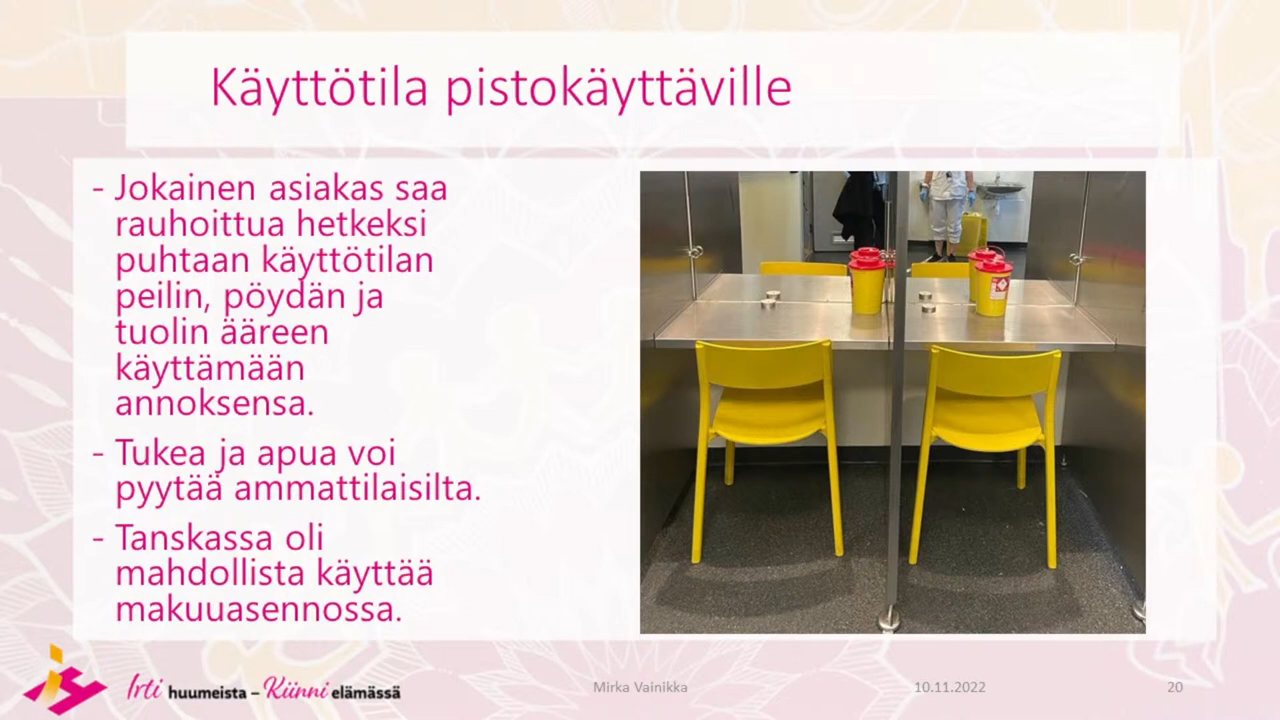 Käyttötila pistokäyttäville
- Jokainen asiakas saa
rauhoittua hetkeksi
puhtaan käyttötilan
peilin, pöydän ja
tuolin ääreen
käyttämään
annoksensa.
- Tukea ja apua voi
pyytää ammattilaisilta.
- Tanskassa oli
mahdollista käyttää
makuuasennossa.
Irti huumeista – Kiinni elämässä
Mirka Vainikka
10.11.2022
20